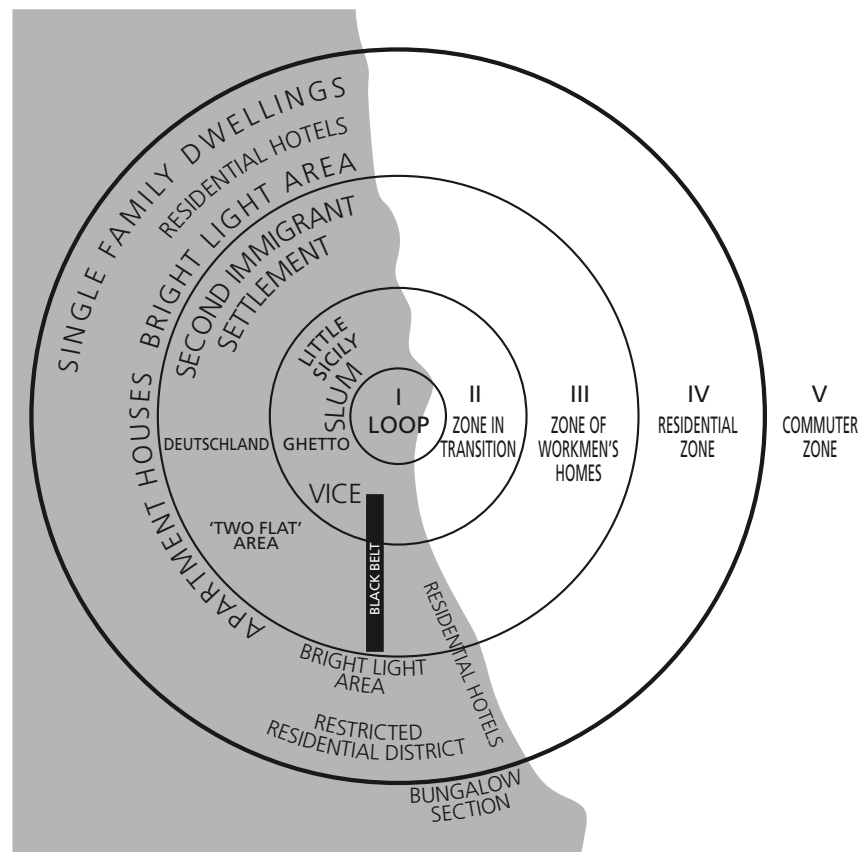 SINGLE FAMILY DWELLINGS
RESIDENTIAL HOTELS
BRIGHT LIGHT AREA
SECOND IMMIGRANT
SETTLEMENT
LITTLE
SICILY
SLUM
I
LOOP
II
ZONE IN
TRANSITION
III
ZONE OF
WORKMEN'S
HOMES
IV
RESIDENTIAL
ZONE
V
COMMUTER
ZONE
APARTMENT HOUSES
DEUTSCHLAND
GHETTO
VICE
'TWO FLAT'
AREA
BLACK BELT
BRIGHT LIGHT
AREA
RESIDENTIAL HOTELS
RESTRICTED
RESIDENTIAL DISTRICT
BUNGALOW
SECTION